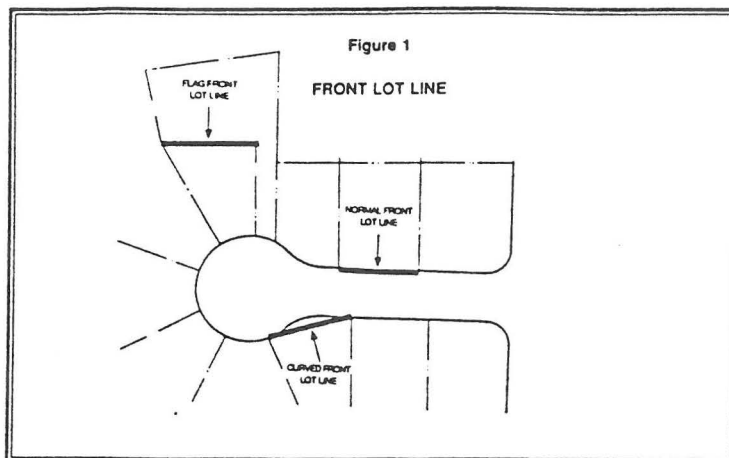 Figure 1
FRONT LOT LINE
FLAG FRONT
LOT LINE
NORMAL FRONT
LOT LINE
CURVED FRONT
LOT LINE